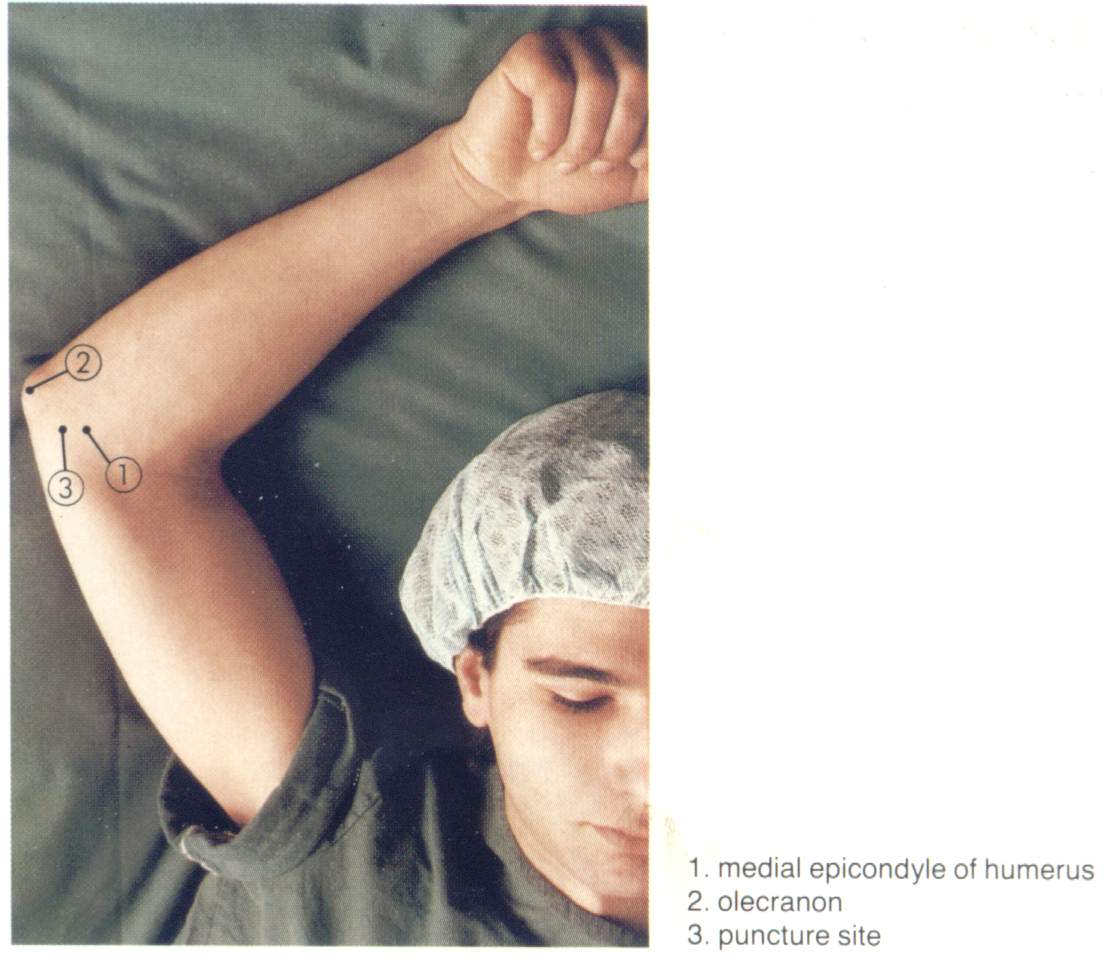 2
1
3
1. medial epicondyle of humerus
2. olecranon
3. puncture site